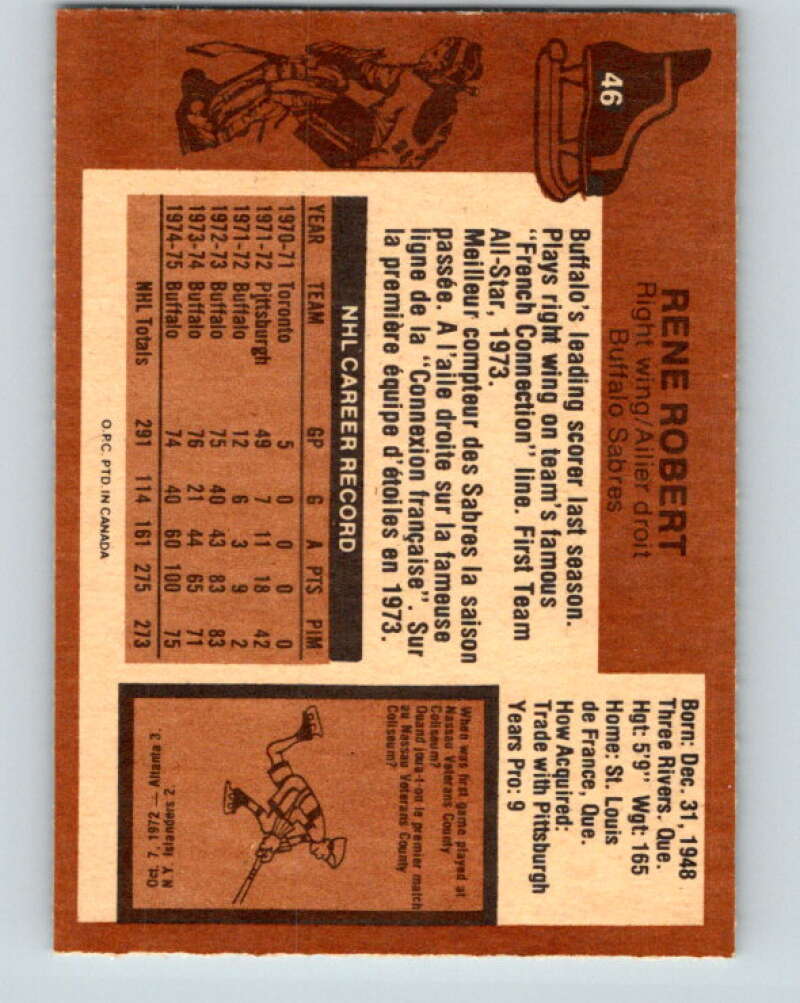 46
RENE ROBERT
Right wing/Ailier droit
Buffalo Sabres
Born: Dec. 31, 1948
Three Rivers, Que.
Hgt: 5'9" Wgt: 165
Home: St. Louis
de France, Que.
How Acquired:
Trade with Pittsburgh
Years Pro: 9
Buffalo's leading scorer last season.
Plays right wing on team's famous
"French Connection" line. First Team
All-Star, 1973.
Meilleur compteur des Sabres la saison
passée. A l'aile droite sur la fameuse
ligne de la "Connexion française". Sur
la première équipe d'étoiles en 1973.
NHL CAREER RECORD
YEAR TEAM GP G A PTS PIM
1970-71 Toronto 5 0 0 0 0
1971-72 Pittsburgh 49 7 11 18 42
1971-72 Buffalo 12 6 3 9 2
1972-73 Buffalo 75 40 43 83 83
1973-74 Buffalo 76 21 44 65 71
1974-75 Buffalo 74 40 60 100 75
NHL Totals 291 114 161 275 273
When was first game played at
Nassau Veterans County
Coliseum?
Quand joua-t-on le premier match
au Nassau Veterans County
Coliseum?
Oct. 7, 1972 — Atlanta 3,
N Y Islanders 2.
O.P.C. PTD. IN CANADA